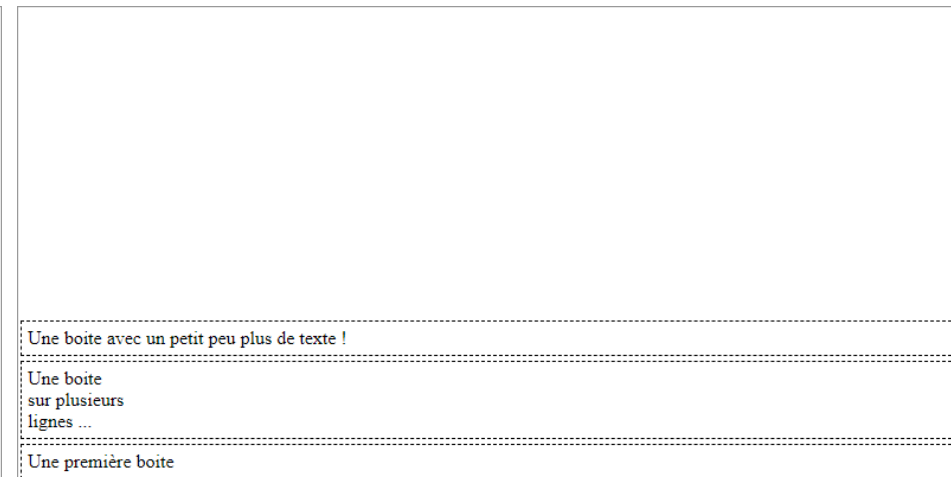 Une boite avec un petit peu plus de texte !
Une boite
sur plusieurs
lignes ...
Une première boite